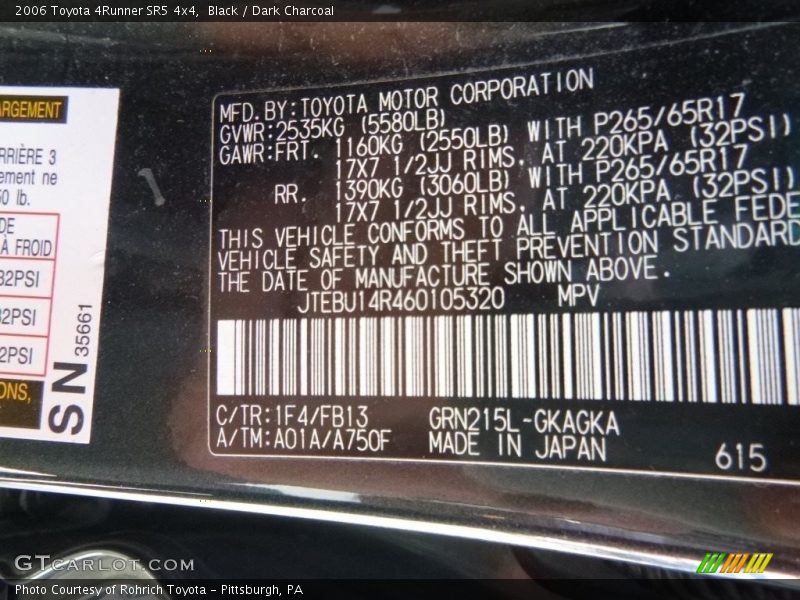 2006 Toyota 4Runner SR5 4x4, Black / Dark Charcoal
ARGEMENT
RRIÈRE 3
ement ne
50 lb.
DE
À FROID
32PSI
32PSI
2PSI
ONS,
SN 35661
MFD.BY:TOYOTA MOTOR CORPORATION
GVWR:2535KG (5580LB)
GAWR:FRT. 1160KG (2550LB) WITH P265/65R17
17X7 1/2JJ RIMS. AT 220KPA (32PSI)
RR. 1390KG (3060LB) WITH P265/65R17
17X7 1/2JJ RIMS. AT 220KPA (32PSI)
THIS VEHICLE CONFORMS TO ALL APPLICABLE FEDE
VEHICLE SAFETY AND THEFT PREVENTION STANDARD
THE DATE OF MANUFACTURE SHOWN ABOVE.
JTEBU14R460105320 MPV
C/TR:1F4/FB13 GRN215L-GKAGKA
A/TM:A01A/A750F MADE IN JAPAN
615
GTCARLOT.COM
Photo Courtesy of Rohrich Toyota - Pittsburgh, PA